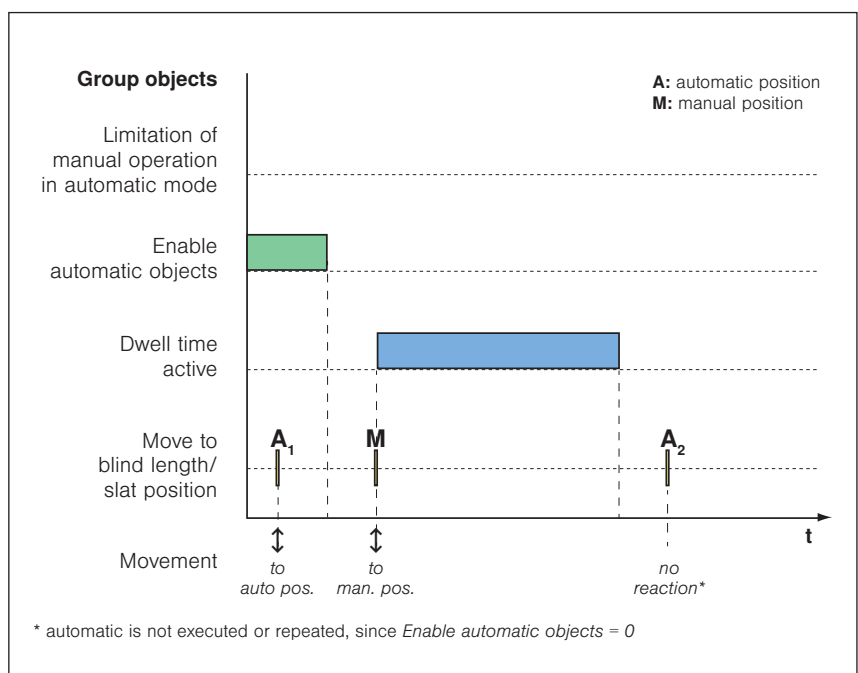 Group objects
A: automatic position
M: manual position
Limitation of
manual operation
in automatic mode
Enable
automatic objects
Dwell time
active
Move to
blind length/
slat position
A1
M
A2
t
Movement
to
auto pos.
to
man. pos.
no
reaction*
* automatic is not executed or repeated, since Enable automatic objects = 0